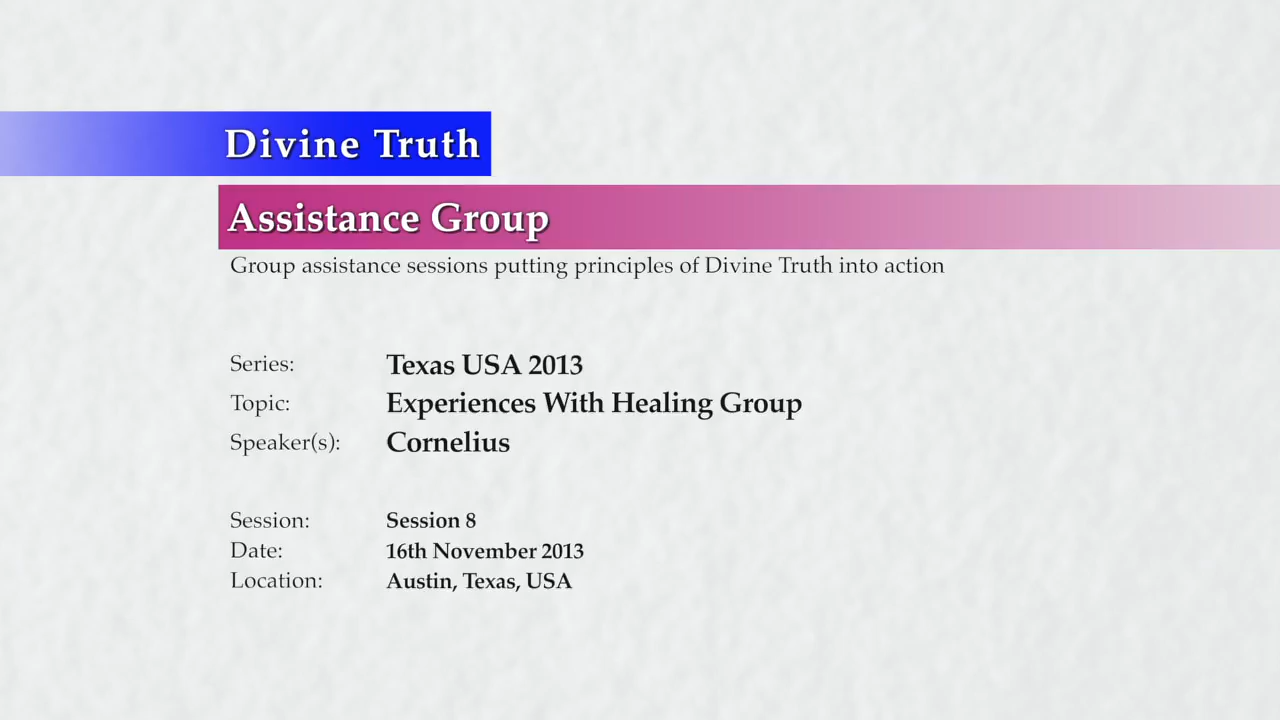 Divine Truth
Assistance Group
Group assistance sessions putting principles of Divine Truth into action
Series: Texas USA 2013
Topic: Experiences With Healing Group
Speaker(s): Cornelius
Session: Session 8
Date: 16th November 2013
Location: Austin, Texas, USA